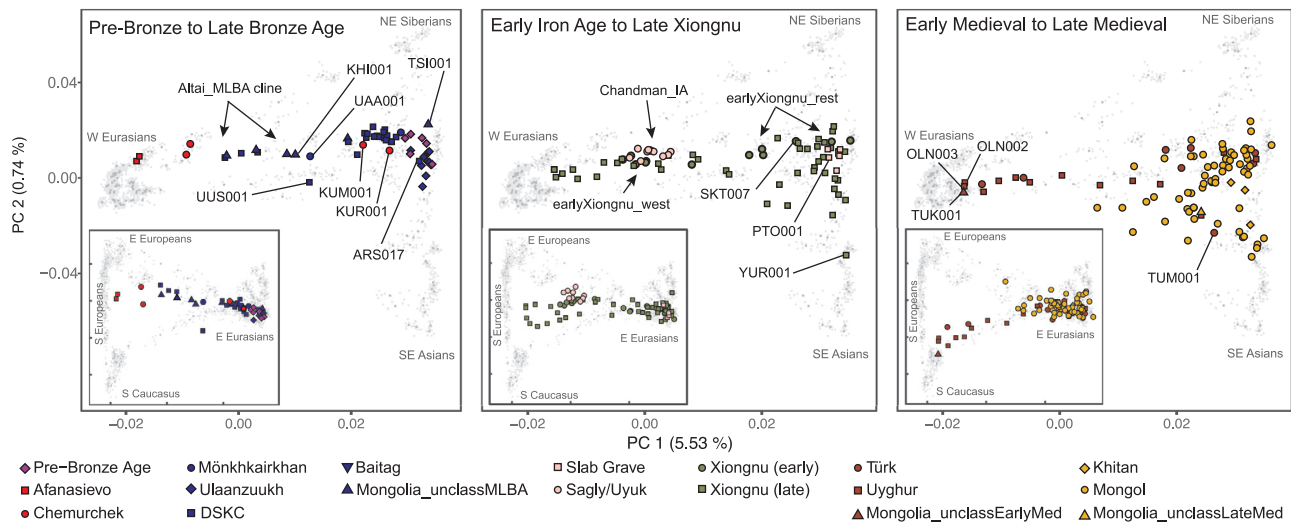 Pre-Bronze to Late Bronze Age
NE Siberians
TSI001
KHI001
Altai_MLBA cline
UAA001
W Eurasians
UUS001
KUM001
KUR001
ARS017
E Europeans
S Europeans
E Eurasians
S Caucasus
SE Asians
Early Iron Age to Late Xiongnu
NE Siberians
Chandman_IA
earlyXiongnu_rest
W Eurasians
earlyXiongnu_west
SKT007
PTO001
YUR001
E Europeans
S Europeans
E Eurasians
S Caucasus
SE Asians
Early Medieval to Late Medieval
NE Siberians
W Eurasians
OLN002
OLN003
TUK001
TUM001
E Europeans
S Europeans
E Eurasians
S Caucasus
SE Asians
PC 2 (0.74 %)
0.04
0.00
−0.04
−0.02 0.00 0.02
−0.02 0.00 0.02
−0.02 0.00 0.02
PC 1 (5.53 %)
Pre−Bronze Age Mönkhkairkhan Baitag Slab Grave Xiongnu (early) Türk Khitan
Afanasievo Ulaanzuukh Mongolia_unclassMLBA Sagly/Uyuk Xiongnu (late) Uyghur Mongol
Chemurchek DSKC Mongolia_unclassEarlyMed Mongolia_unclassLateMed